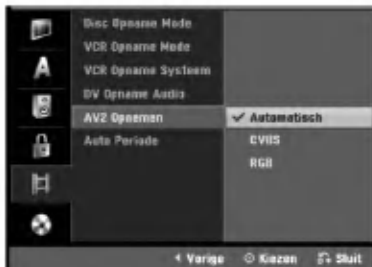 Disc Opname Mode
VCR Opname Mode
VCR Opname Systeem
DV Opname Audio
AV2 Opnemen
✓ Automatisch
Auto Periode
CVBS
RGB
Vorige
Kiezen
Sluit